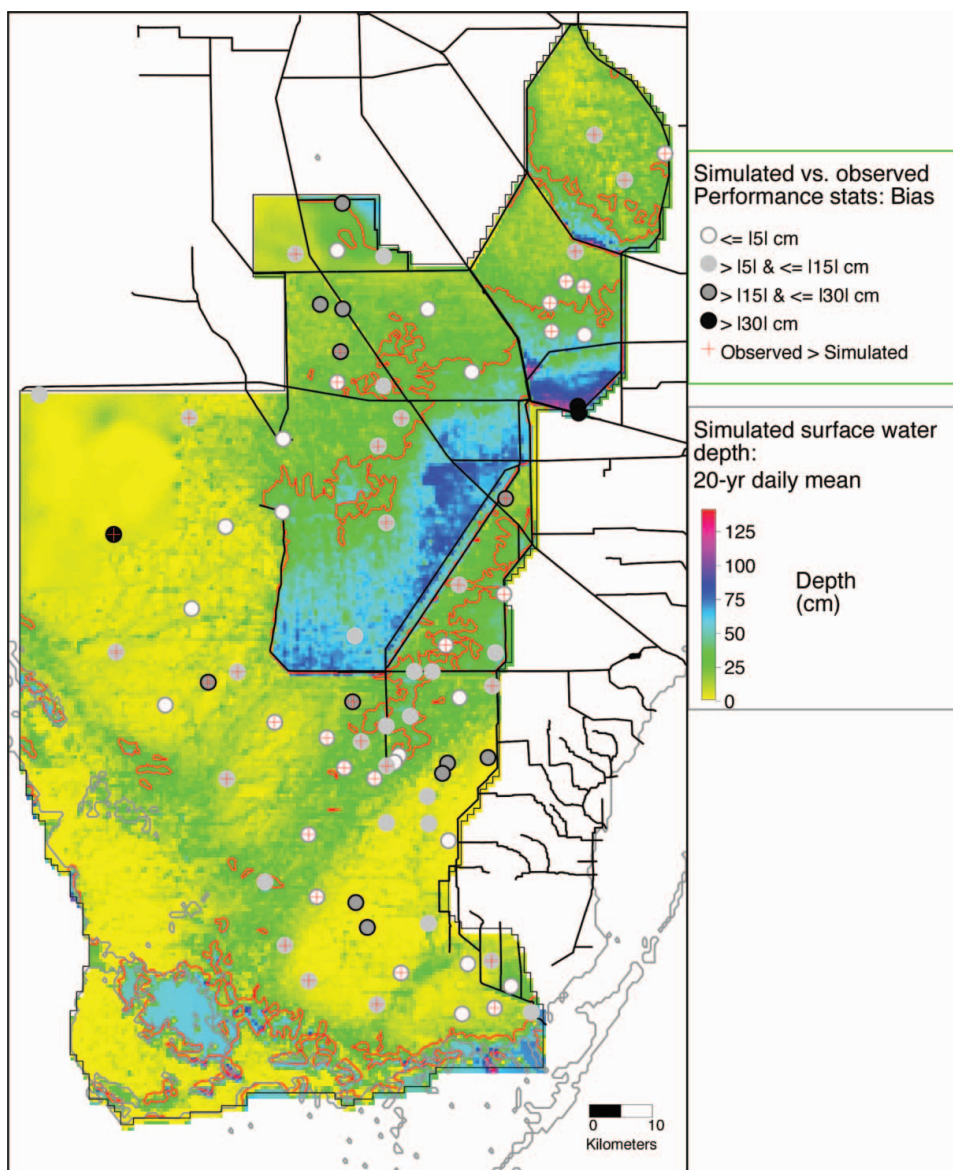 Simulated vs. observed
Performance stats: Bias
<= |5| cm
> |5| & <= |15| cm
> |15| & <= |30| cm
> |30| cm
Observed > Simulated
Simulated surface water
depth:
20-yr daily mean
125
100
75
50
25
0
Depth
(cm)
0 10
Kilometers